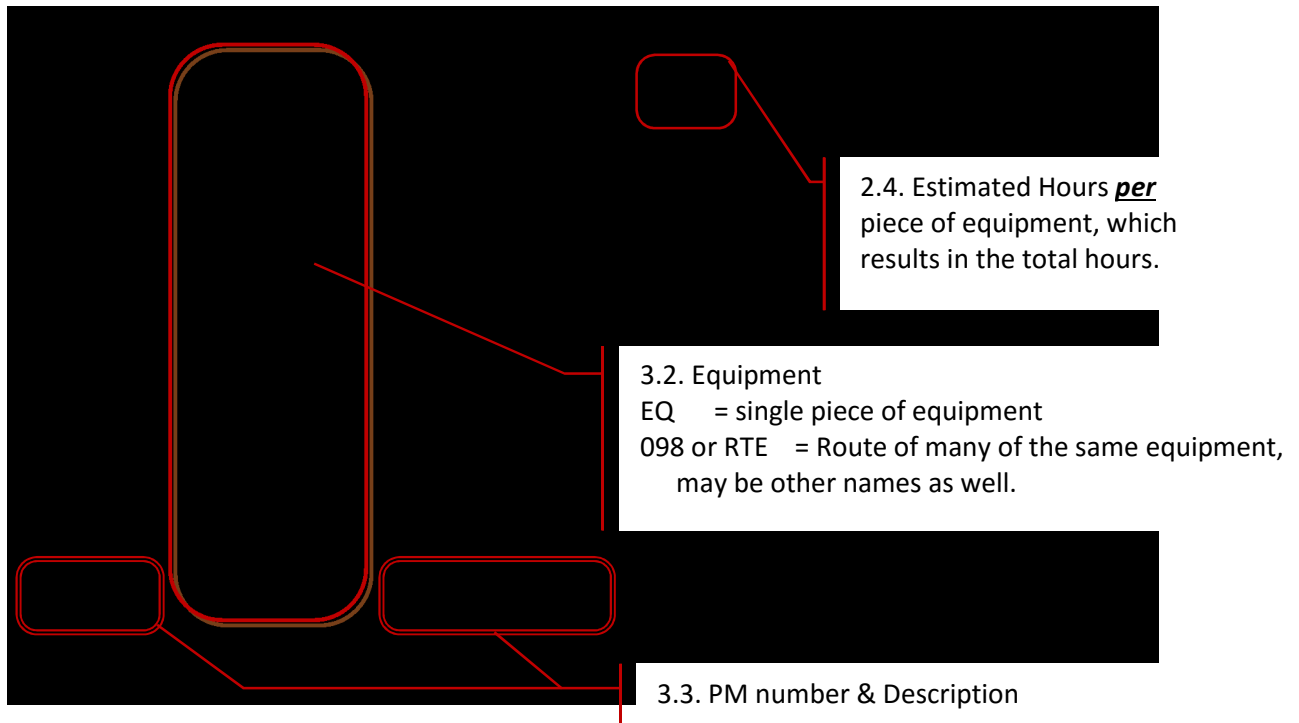 2.4. Estimated Hours per
piece of equipment, which
results in the total hours.
3.2. Equipment
EQ = single piece of equipment
098 or RTE = Route of many of the same equipment,
may be other names as well.
3.3. PM number & Description